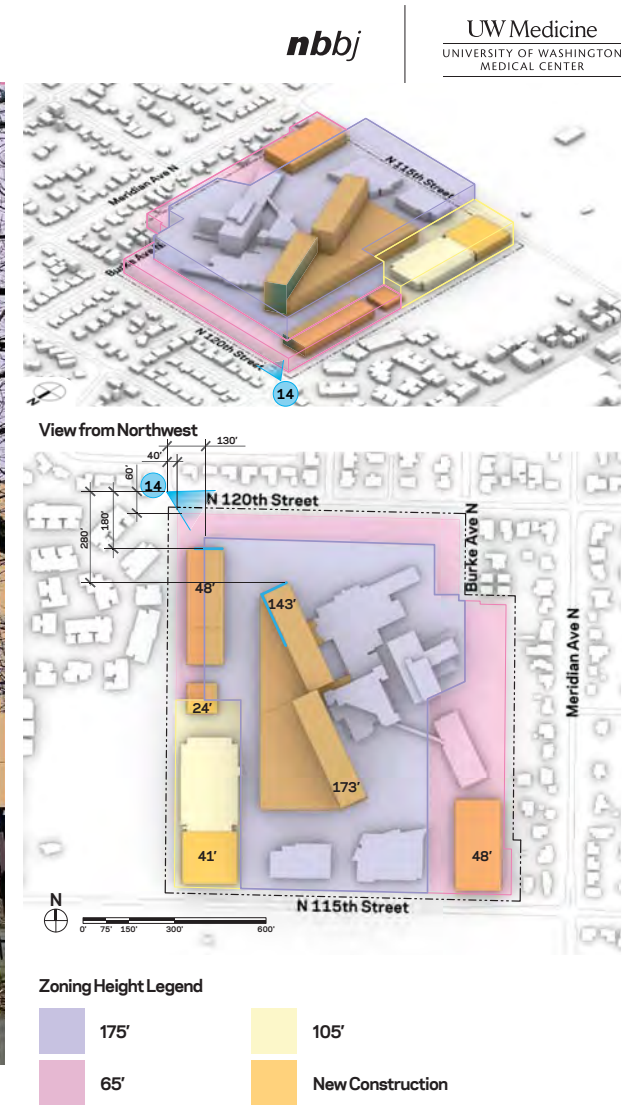 nbbj
UW Medicine
UNIVERSITY OF WASHINGTON
MEDICAL CENTER
Meridian Ave N
N 115th Street
Burke Ave N
N 120th Street
N
14
View from Northwest
130'
40'
60'
14
N 120th Street
180'
280'
Burke Ave N
48'
143'
Meridian Ave N
24'
173'
41'
48'
N
N 115th Street
0' 75' 150' 300' 600'
Zoning Height Legend
175'
105'
65'
New Construction